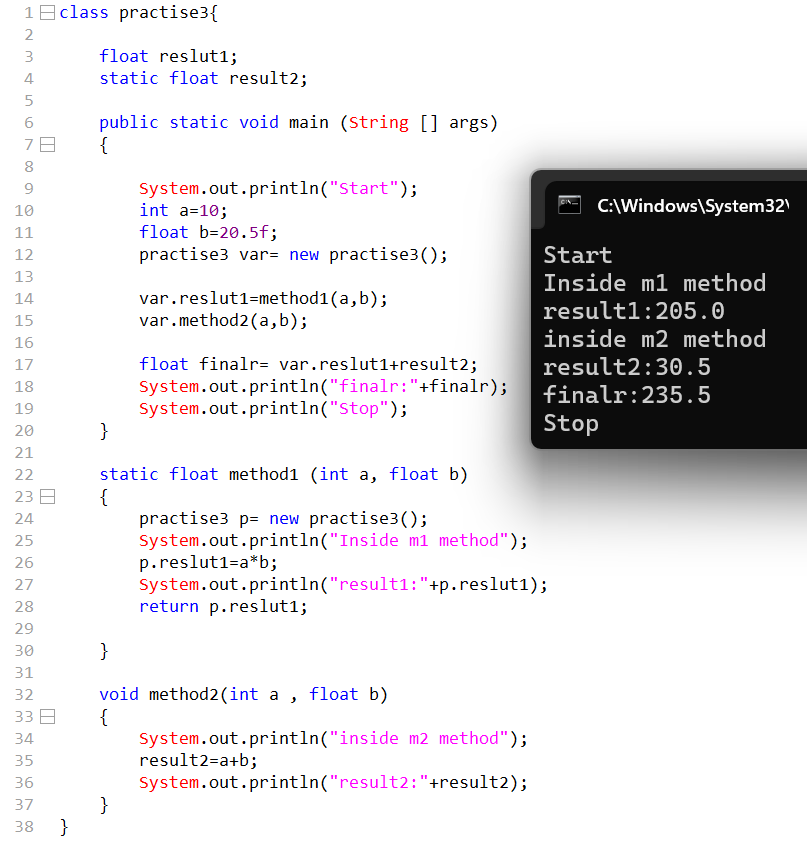 1 class practise3{
2
3 float reslut1;
4 static float result2;
5
6 public static void main (String [] args)
7 {
8
9 System.out.println("Start");
10 int a=10;
11 float b=20.5f;
12 practise3 var= new practise3();
13
14 var.reslut1=method1(a,b);
15 var.method2(a,b);
16
17 float finalr= var.reslut1+result2;
18 System.out.println("finalr:"+finalr);
19 System.out.println("Stop");
20 }
21
22 static float method1 (int a, float b)
23 {
24 practise3 p= new practise3();
25 System.out.println("Inside m1 method");
26 p.reslut1=a*b;
27 System.out.println("result1:"+p.reslut1);
28 return p.reslut1;
29
30 }
31
32 void method2(int a , float b)
33 {
34 System.out.println("inside m2 method");
35 result2=a+b;
36 System.out.println("result2:"+result2);
37 }
38 }
C:\Windows\System32\
Start
Inside m1 method
result1:205.0
inside m2 method
result2:30.5
finalr:235.5
Stop